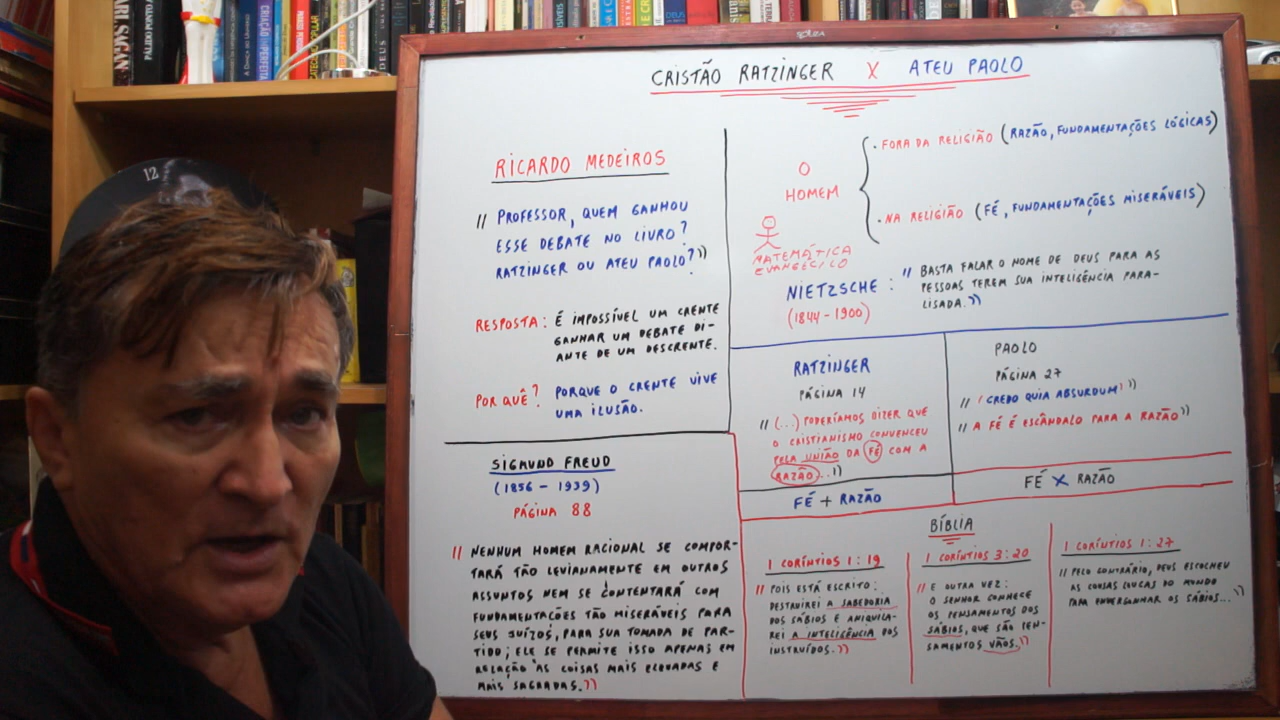 CARL SAGAN
PÁLIDO PONTO
CRIAÇÃO
12
CRISTÃO RATZINGER X ATEU PAOLO
RICARDO MEDEIROS
" PROFESSOR, QUEM GANHOU
ESSE DEBATE NO LIVRO?
RATZINGER OU ATEU PAOLO?"
RESPOSTA: É IMPOSSÍVEL UM CRENTE
GANHAR UM DEBATE DI-
ANTE DE UM DESCRENTE.
POR QUÊ? PORQUE O CRENTE VIVE
UMA ILUSÃO.
SIGMUND FREUD
(1856 - 1939)
PÁGINA 88
" NENHUM HOMEM RACIONAL SE COMPOR-
TARÁ TÃO LEVIANAMENTE EM OUTROS
ASSUNTOS NEM SE CONTENTARÁ COM
FUNDAMENTAÇÕES TÃO MISERÁVEIS PARA
SEUS JUÍZOS, PARA SUA TOMADA DE PAR-
TIDO; ELE SE PERMITE ISSO APENAS EM
RELAÇÃO ÀS COISAS MAIS ELEVADAS E
MAIS SAGRADAS."
O
HOMEM
· FORA DA RELIGIÃO (RAZÃO, FUNDAMENTAÇÕES LÓGICAS)
· NA RELIGIÃO (FÉ, FUNDAMENTAÇÕES MISERÁVEIS)
MATEMÁTICA
EVANGÉCILO
NIETZSCHE :
(1844 - 1900)
" BASTA FALAR O NOME DE DEUS PARA AS
PESSOAS TEREM SUA INTELIGÊNCIA PARA-
LISADA."
RATZINGER
PÁGINA 14
" (...) PODERÍAMOS DIZER QUE
O CRISTIANISMO CONVENCEU
PELA UNIÃO DA FÉ COM A
RAZÃO..."
FÉ + RAZÃO
PAOLO
PÁGINA 27
" 'CREDO QUIA ABSURDUM' "
" A FÉ É ESCÂNDALO PARA A RAZÃO"
FÉ X RAZÃO
BÍBLIA
1 CORÍNTIOS 1:19
" POIS ESTÁ ESCRITO:
DESTRUIREI A SABEDORIA
DOS SÁBIOS E ANIQUILA-
REI A INTELIGÊNCIA DOS
INSTRUÍDOS."
1 CORÍNTIOS 3:20
" E OUTRA VEZ:
O SENHOR CONHECE
OS PENSAMENTOS DOS
SÁBIOS, QUE SÃO PEN-
SAMENTOS VÃOS."
1 CORÍNTIOS 1:27
" PELO CONTRÁRIO, DEUS ESCOLHEU
AS COISAS LOUCAS DO MUNDO
PARA ENVERGONHAR OS SÁBIOS..."